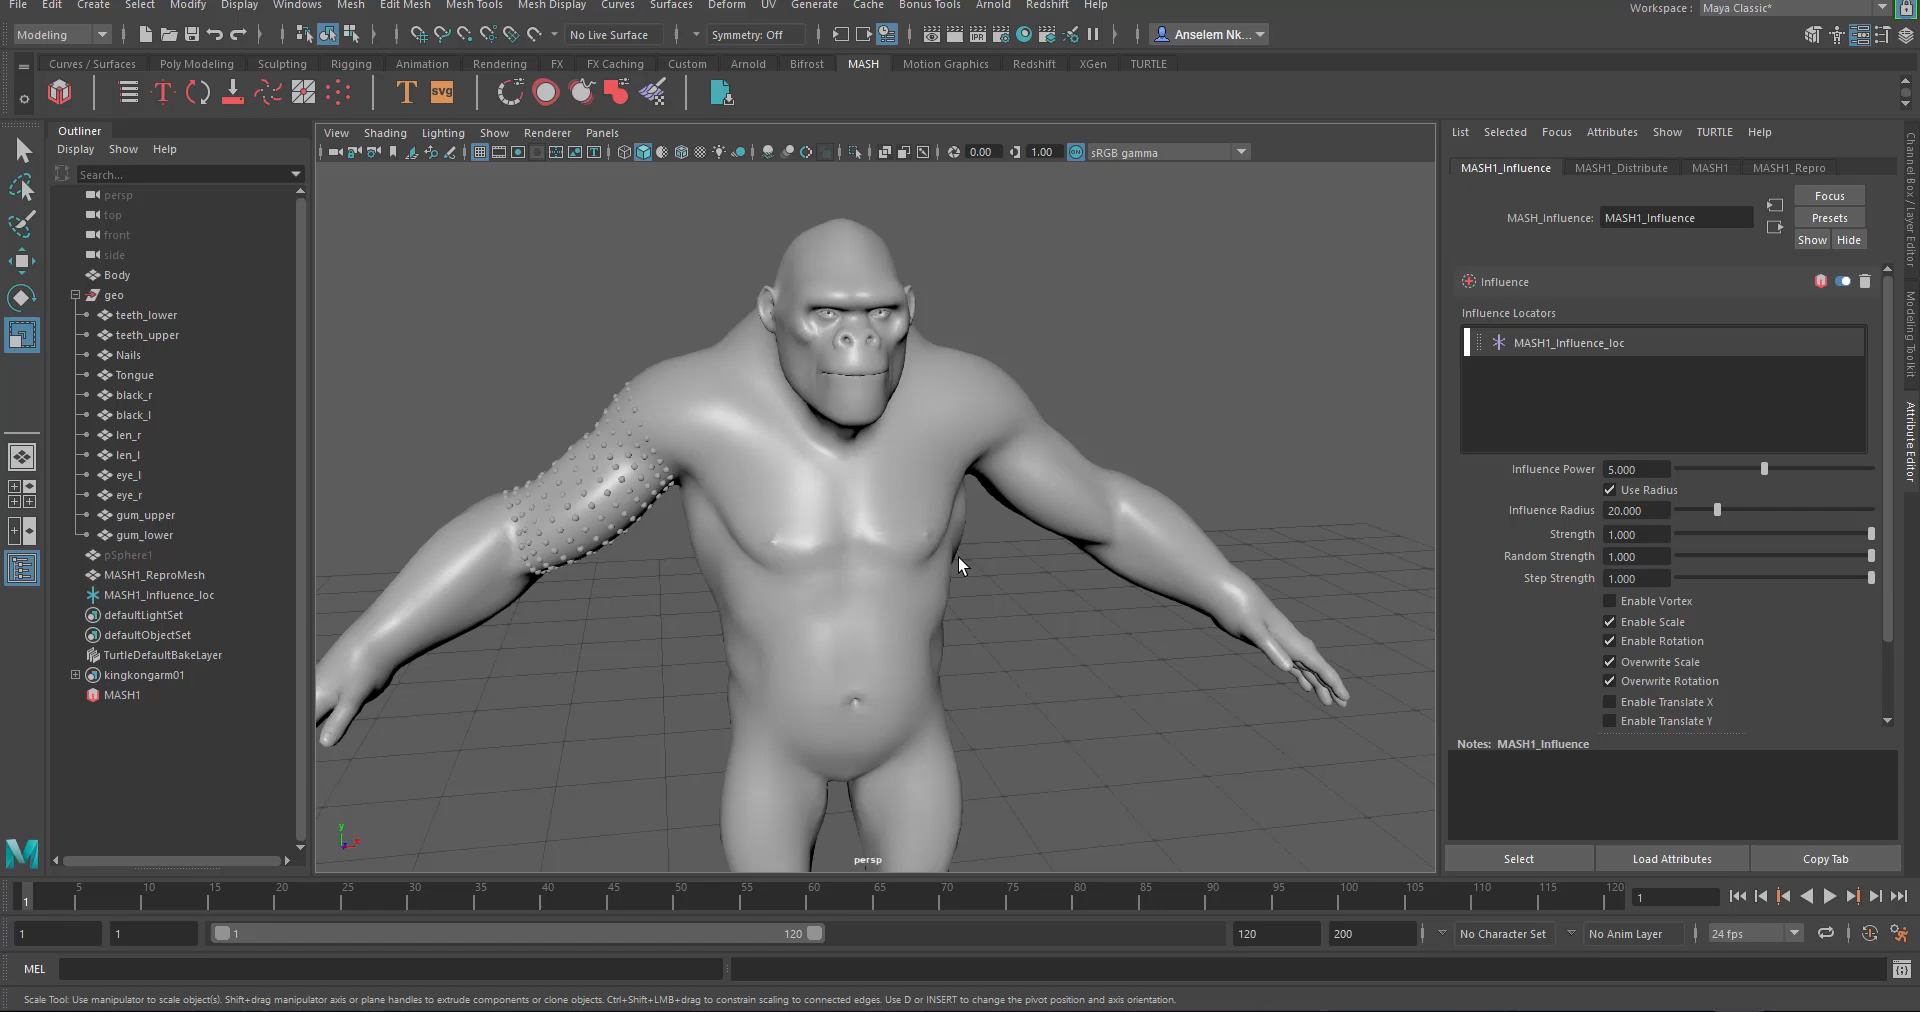 File Edit Create Select Modify Display Windows Mesh Edit Mesh Mesh Tools Mesh Display Curves Surfaces Deform UV Generate Cache Bonus Tools Arnold Redshift Help Workspace : Maya Classic*
Modeling No Live Surface Symmetry: Off Anselem Nk...
Curves / Surfaces Poly Modeling Sculpting Rigging Animation Rendering FX FX Caching Custom Arnold Bifrost MASH Motion Graphics Redshift XGen TURTLE
T svg
Outliner
Display Show Help
Search...
persp
top
front
side
Body
geo
teeth_lower
teeth_upper
Nails
Tongue
black_r
black_l
len_r
len_l
eye_l
eye_r
gum_upper
gum_lower
pSphere1
MASH1_ReproMesh
MASH1_Influence_loc
defaultLightSet
defaultObjectSet
TurtleDefaultBakeLayer
kingkongarm01
MASH1
View Shading Lighting Show Renderer Panels
0.00 1.00 sRGB gamma
y
persp
List Selected Focus Attributes Show TURTLE Help
MASH1_Influence MASH1_Distribute MASH1 MASH1_Repro
MASH_Influence: MASH1_Influence
Focus
Presets
Show Hide
Influence
Influence Locators
MASH1_Influence_loc
Influence Power 5.000
Use Radius
Influence Radius 20.000
Strength 1.000
Random Strength 1.000
Step Strength 1.000
Enable Vortex
Enable Scale
Enable Rotation
Overwrite Scale
Overwrite Rotation
Enable Translate X
Enable Translate Y
Notes: MASH1_Influence
Select Load Attributes Copy Tab
Channel Box / Layer Editor
Modeling Toolkit
Attribute Editor
5 10 15 20 25 30 35 40 45 50 55 60 65 70 75 80 85 90 95 100 105 110 115 120
1 1
1 1 1 120 120 200 No Character Set No Anim Layer 24 fps
MEL
Scale Tool: Use manipulator to scale object(s). Shift+drag manipulator axis or plane handles to extrude components or clone objects. Ctrl+Shift+LMB+drag to constrain scaling to connected edges. Use D or INSERT to change the pivot position and axis orientation.